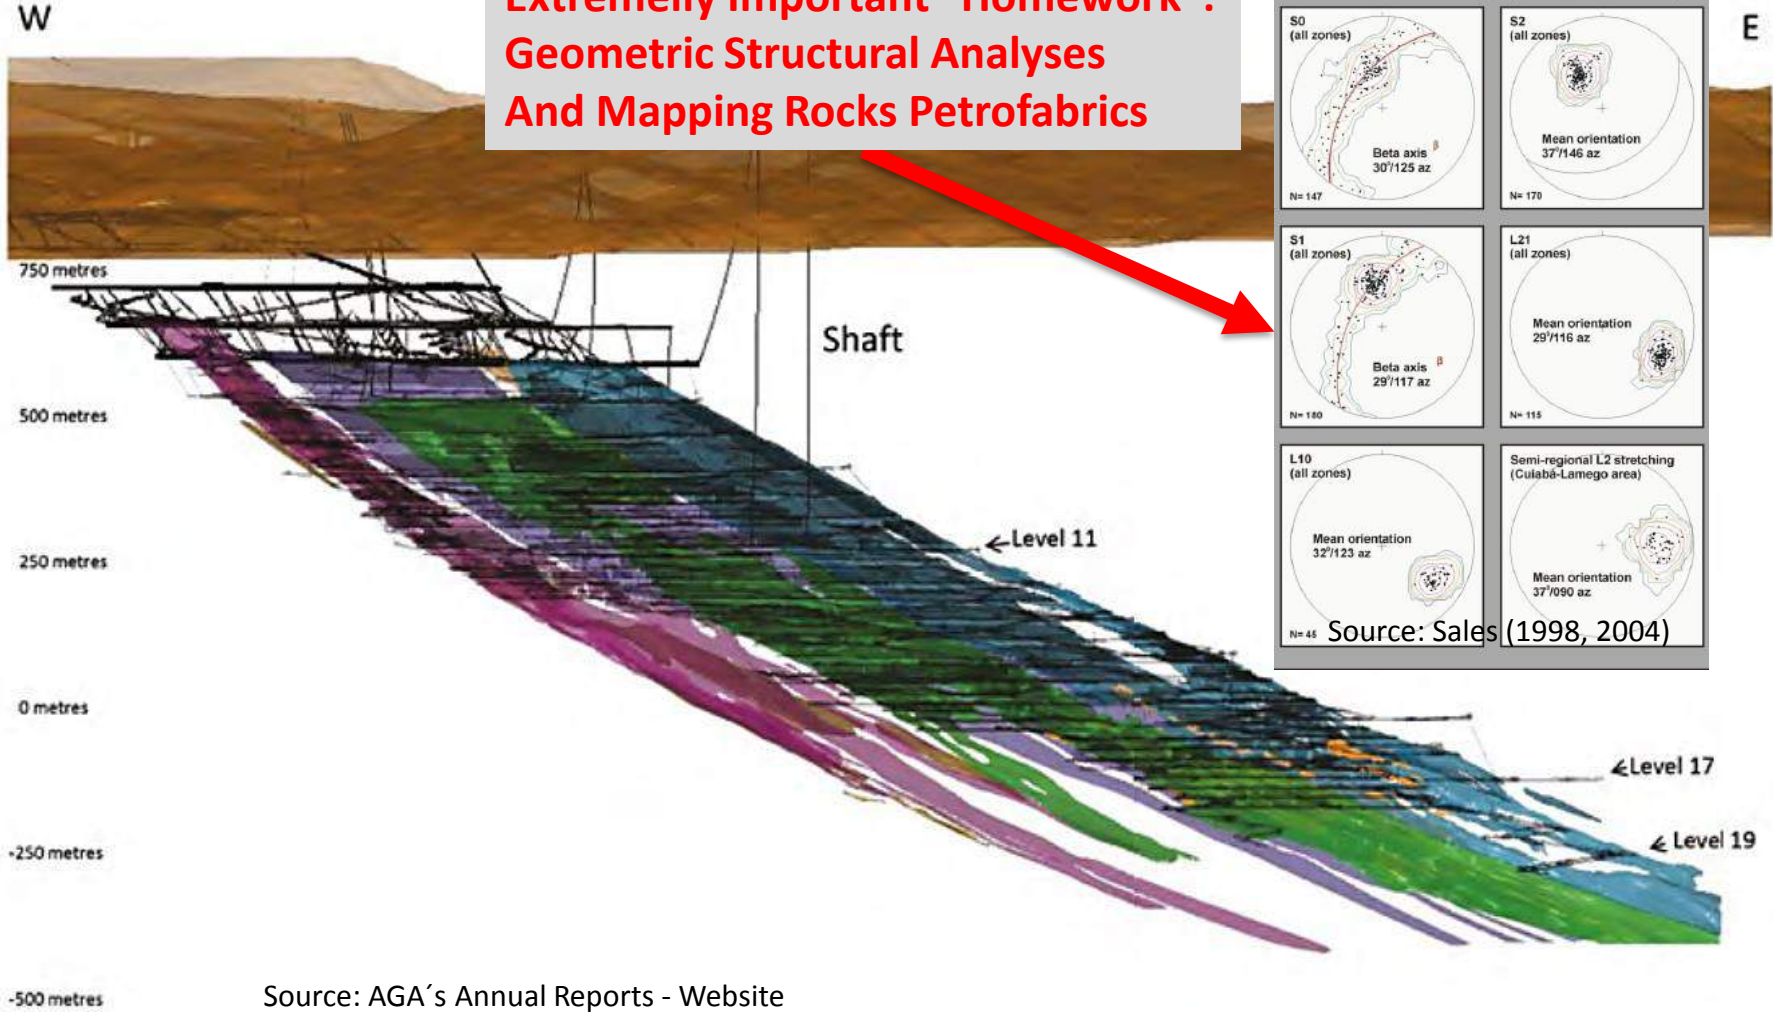 W
Extremelly Important “Homework”:
Geometric Structural Analyses
And Mapping Rocks Petrofabrics
E
S0
(all zones)
Beta axis
30°/125 az
β
N= 147
S2
(all zones)
Mean orientation
37°/146 az
N= 170
S1
(all zones)
Beta axis
29°/117 az
β
N= 180
L21
(all zones)
Mean orientation
29°/116 az
N= 115
L10
(all zones)
Mean orientation
32°/123 az
N= 45
Semi-regional L2 stretching
(Cuiabá-Lamego area)
Mean orientation
37°/090 az
Source: Sales (1998, 2004)
750 metres
Shaft
500 metres
Level 11
250 metres
0 metres
Level 17
Level 19
-250 metres
-500 metres
Source: AGA´s Annual Reports - Website